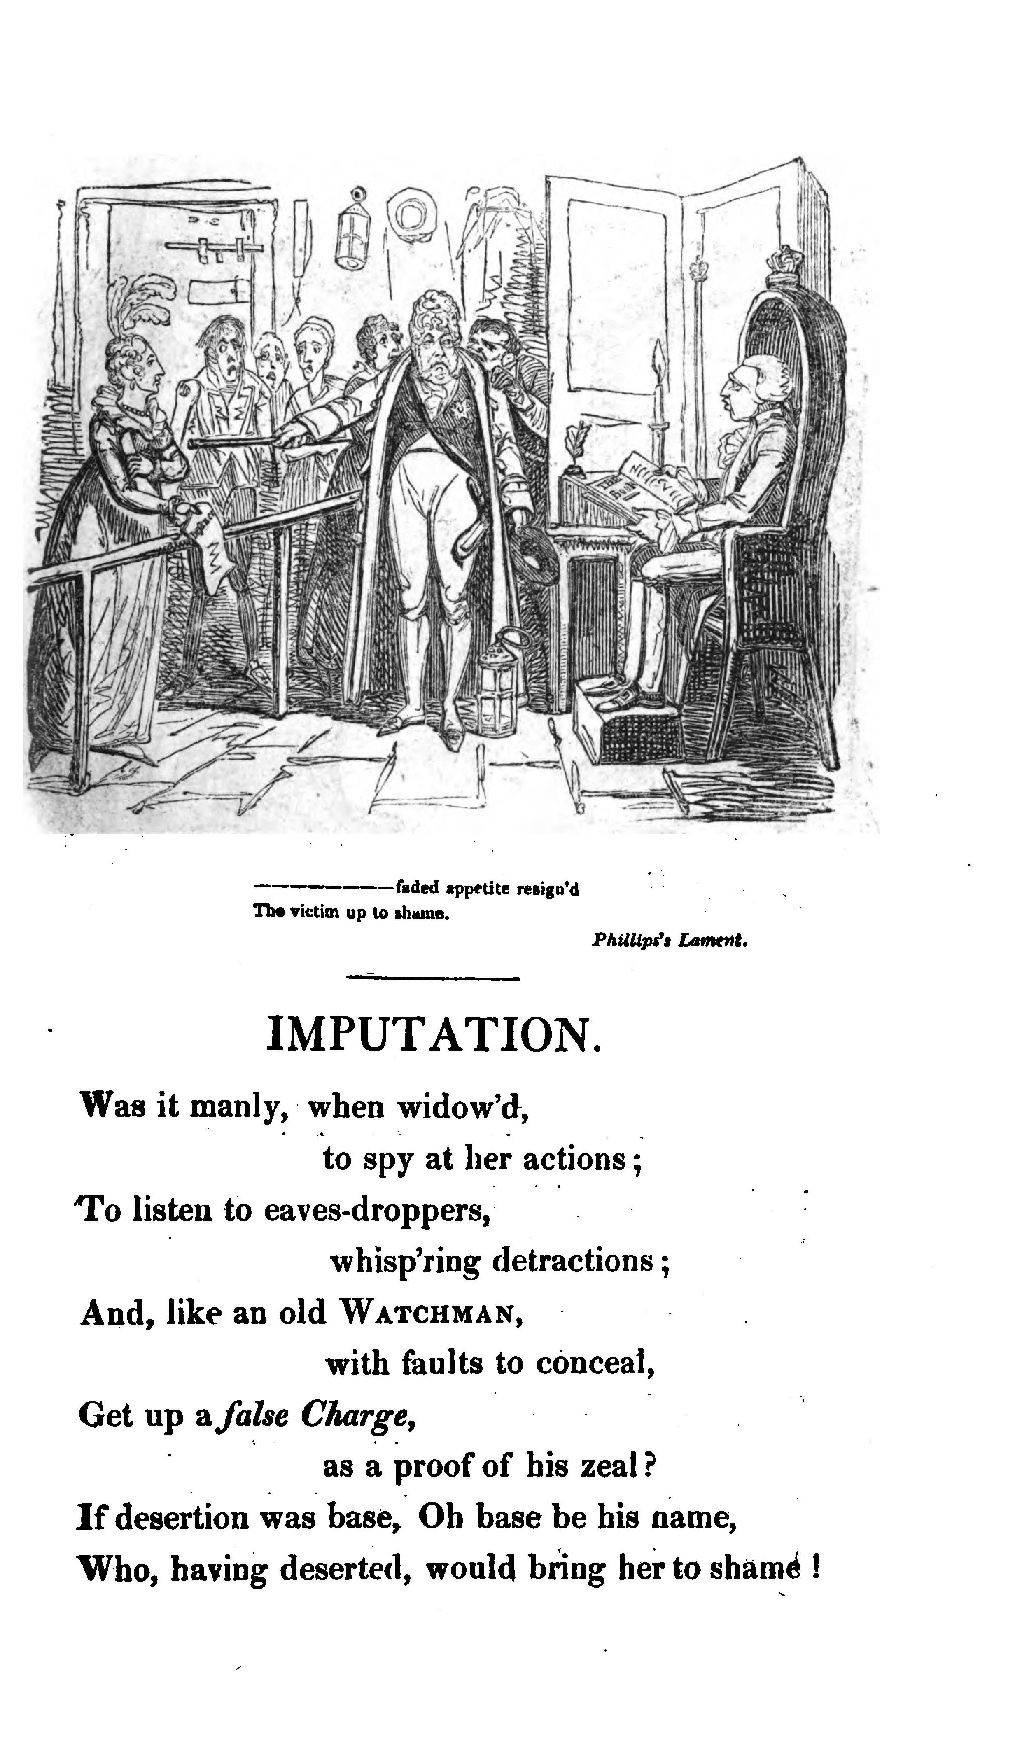 faded appetite resign'd
The victim up to shame.
Phillips's Lament.
IMPUTATION.
Was it manly, when widow'd,
to spy at her actions;
To listen to eaves-droppers,
whisp'ring detractions;
And, like an old WATCHMAN,
with faults to conceal,
Get up a false Charge,
as a proof of his zeal?
If desertion was base, Oh base be his name,
Who, having deserted, would bring her to shame!